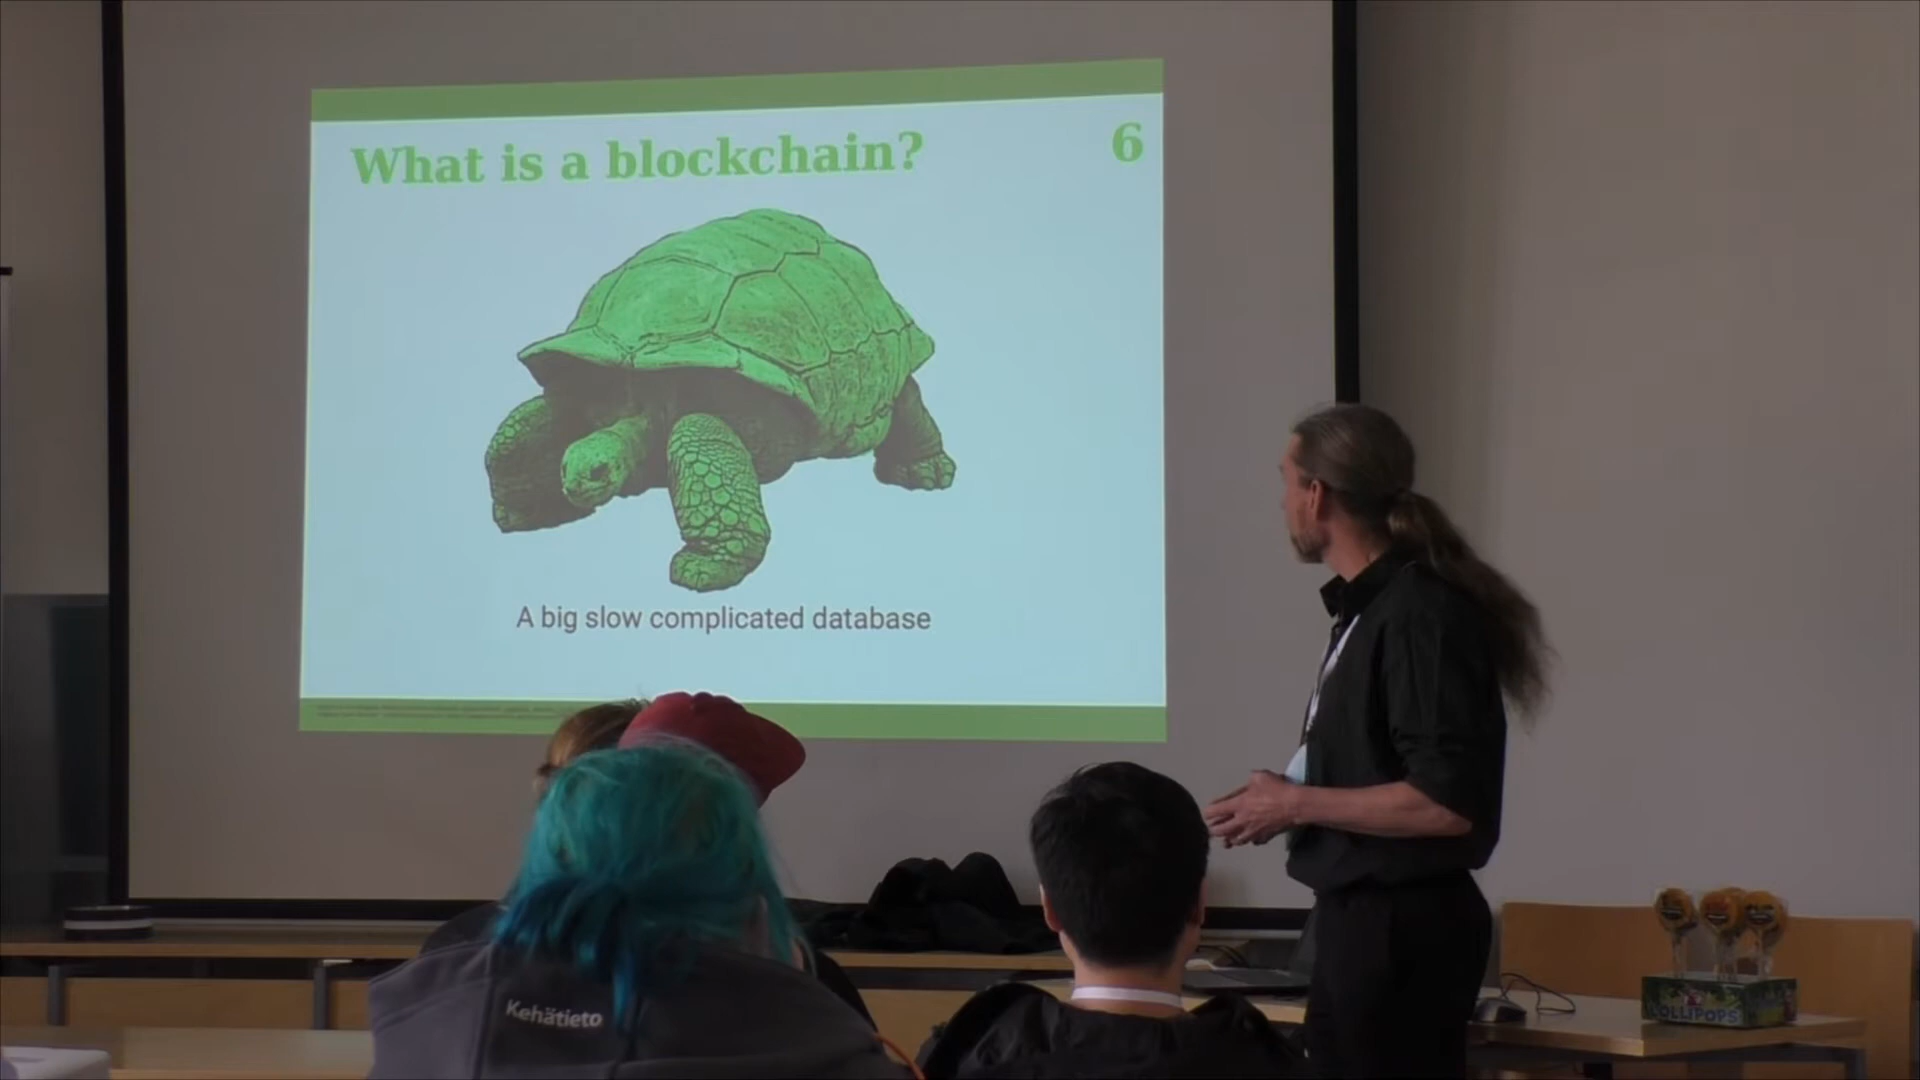 What is a blockchain?
6
A big slow complicated database
Kehätieto
LOLLIPOPS